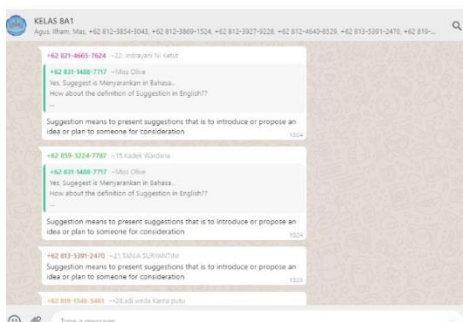 KELAS 8A1
Agus, Ilham, Mas, +62 812-3854-3043, +62 812-3869-1524, +62 812-3927-9228, +62 812-4640-8529, +62 813-5391-2470, +62 819-...
+62 821-4665-7624 ~22. Indrayani Ni Ketut
+62 831-1488-7717 ~Miss Olive
Yes, Sugegest is Menyarankan in Bahasa..
How about the definition of Suggestion in English??
...
Suggestion means to present suggestions that is to introduce or propose an
idea or plan to someone for consideration
10.24
+62 859-3224-7787 ~15.Kadek Wardana
+62 831-1488-7717 ~Miss Olive
Yes, Sugegest is Menyarankan in Bahasa..
How about the definition of Suggestion in English??
...
Suggestion means to present suggestions that is to introduce or propose an
idea or plan to someone for consideration
10.24
+62 813-5391-2470 ~21.TANIA SURYANTINI
Suggestion means to present suggestions that is to introduce or propose an
idea or plan to someone for consideration
10.25
Type a message